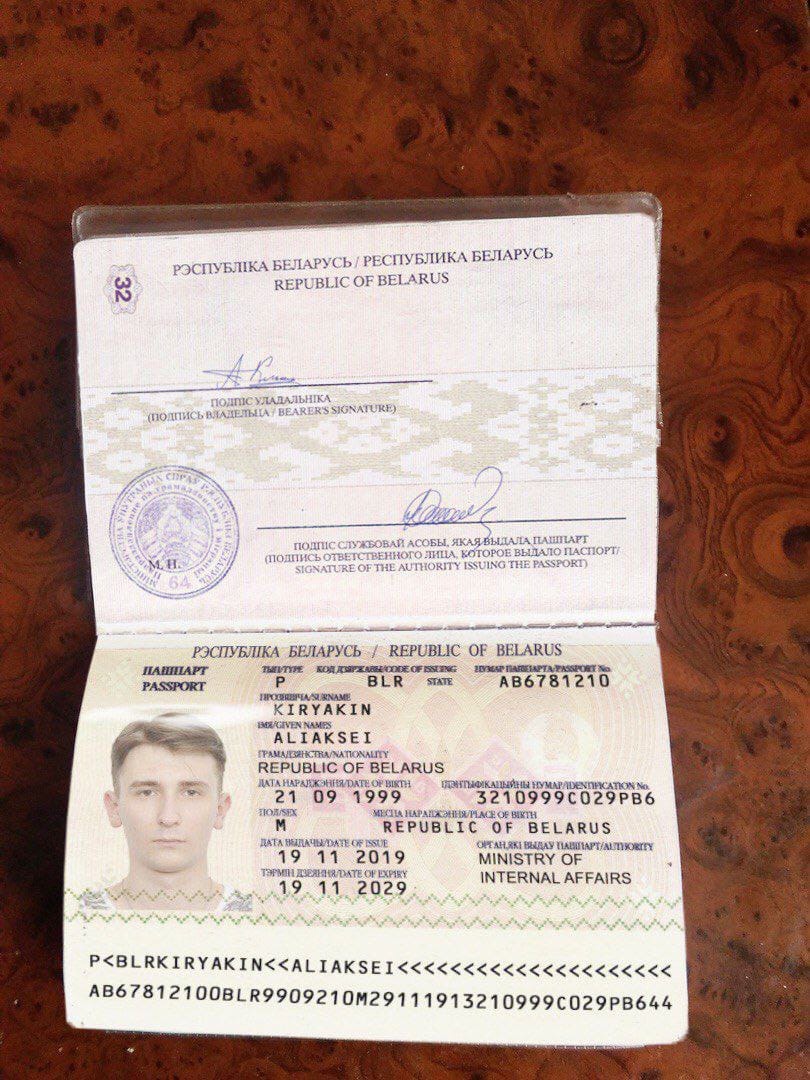 32
РЭСПУБЛІКА БЕЛАРУСЬ / РЕСПУБЛИКА БЕЛАРУСЬ
REPUBLIC OF BELARUS
ПОДПІС УЛАДАЛЬНІКА
(ПОДПИСЬ ВЛАДЕЛЬЦА / BEARER'S SIGNATURE)
М. П.
64
ПОДПІС СЛУЖБОВАЙ АСОБЫ, ЯКАЯ ВЫДАЛА ПАШПАРТ
(ПОДПИСЬ ОТВЕТСТВЕННОГО ЛИЦА, КОТОРОЕ ВЫДАЛО ПАСПОРТ/
SIGNATURE OF THE AUTHORITY ISSUING THE PASSPORT)
РЭСПУБЛІКА БЕЛАРУСЬ / REPUBLIC OF BELARUS
ПАШПАРТ
PASSPORT
ТЫП/TYPE КОД ДЗЯРЖАВЫ/CODE OF ISSUING STATE НУМАР ПАШПАРТА/PASSPORT No.
P BLR AB6781210
ПРОЗВІШЧА/SURNAME
KIRYAKIN
ІМЯ/GIVEN NAMES
ALIAKSEI
ГРАМАДЗЯНСТВА/NATIONALITY
REPUBLIC OF BELARUS
ДАТА НАРАДЖЭННЯ/DATE OF BIRTH ІДЭНТЫФІКАЦЫЙНЫ НУМАР/IDENTIFICATION No.
21 09 1999 3210999C029PB6
ПОЛ/SEX МЕСЦА НАРАДЖЭННЯ/PLACE OF BIRTH
M REPUBLIC OF BELARUS
ДАТА ВЫДАЧЫ/DATE OF ISSUE ОРГАН, ЯКІ ВЫДАЎ ПАШПАРТ/AUTHORITY
19 11 2019 MINISTRY OF
ТЭРМІН ДЗЕЯННЯ/DATE OF EXPIRY INTERNAL AFFAIRS
19 11 2029
P<BLRKIRYAKIN<<ALIAKSEI<<<<<<<<<<<<<<<<<<<<<
AB67812100BLR9909210M29111913210999C029PB644